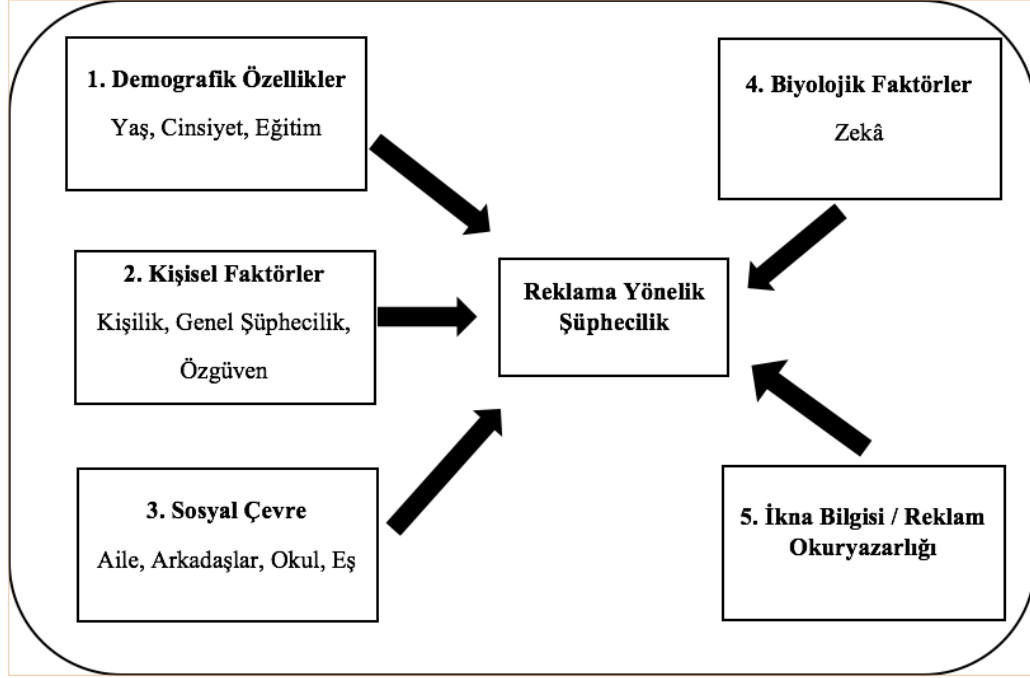 1. Demografik Özellikler
Yaş, Cinsiyet, Eğitim
2. Kişisel Faktörler
Kişilik, Genel Şüphecilik,
Özgüven
3. Sosyal Çevre
Aile, Arkadaşlar, Okul, Eş
Reklama Yönelik
Şüphecilik
4. Biyolojik Faktörler
Zekâ
5. İkna Bilgisi / Reklam
Okuryazarlığı